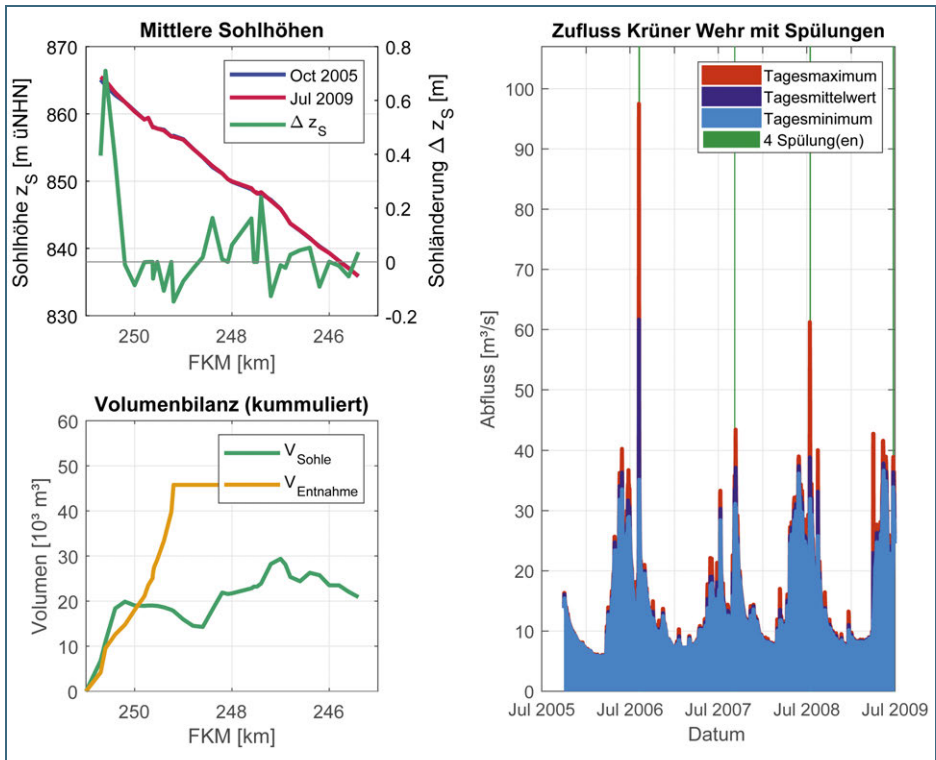 Mittlere Sohlhöhen
870
860
850
840
830
0.8
0.6
0.4
0.2
0
-0.2
Sohlhöhe z_S [m üNHN]
Sohländerung Δ z_S [m]
Oct 2005
Jul 2009
Δ z_S
250
248
246
FKM [km]
Volumenbilanz (kummuliert)
60
50
40
30
20
10
0
Volumen [10³ m³]
V_Sohle
V_Entnahme
250
248
246
FKM [km]
Zufluss Krüner Wehr mit Spülungen
100
90
80
70
60
50
40
30
20
10
0
Abfluss [m³/s]
Tagesmaximum
Tagesmittelwert
Tagesminimum
4 Spülung(en)
Jul 2005
Jul 2006
Jul 2007
Jul 2008
Jul 2009
Datum